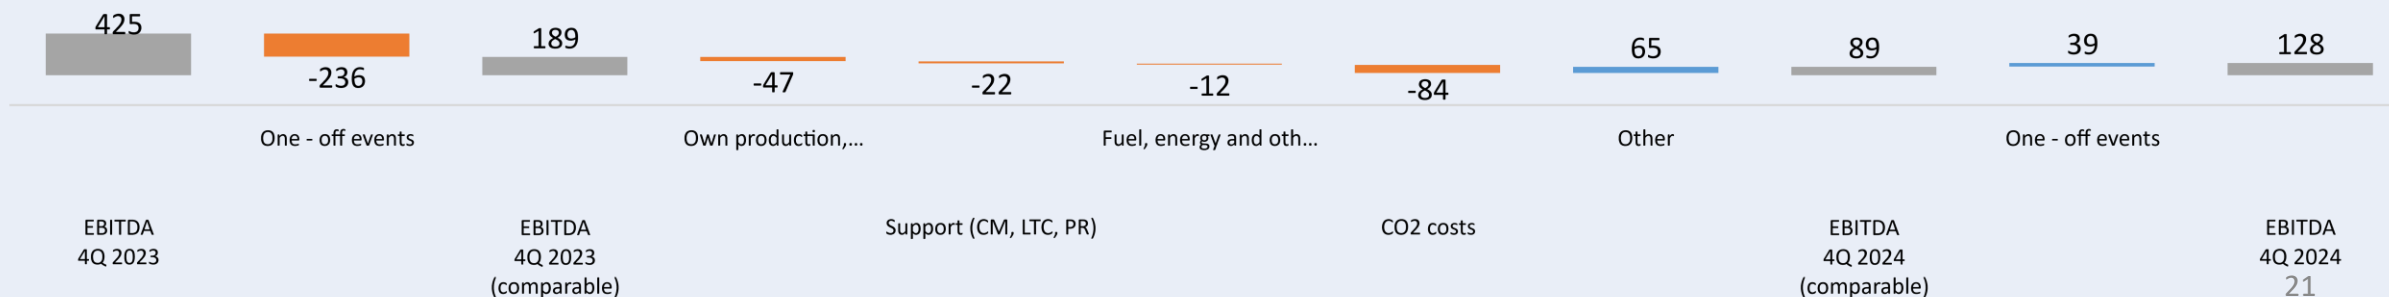 425
-236
189
-47
-22
-12
-84
65
89
39
128
One - off events
Own production,...
Fuel, energy and oth...
Other
One - off events
EBITDA
4Q 2023
EBITDA
4Q 2023
(comparable)
Support (CM, LTC, PR)
CO2 costs
EBITDA
4Q 2024
(comparable)
EBITDA
4Q 2024
21